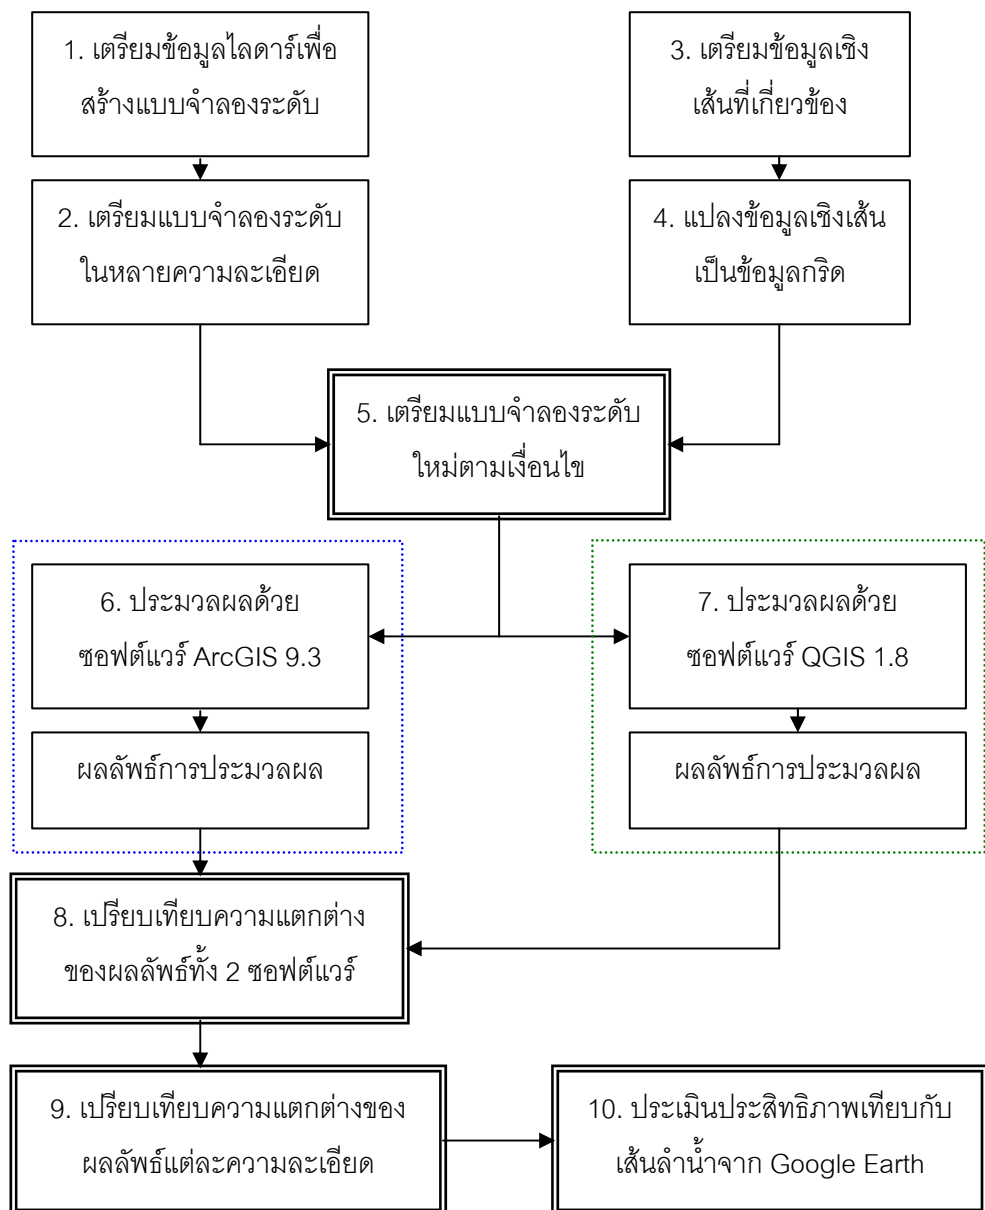 1. เตรียมข้อมูลไลดาร์เพื่อ
สร้างแบบจำลองระดับ
3. เตรียมข้อมูลเชิง
เส้นที่เกี่ยวข้อง
2. เตรียมแบบจำลองระดับ
ในหลายความละเอียด
4. แปลงข้อมูลเชิงเส้น
เป็นข้อมูลกริด
5. เตรียมแบบจำลองระดับ
ใหม่ตามเงื่อนไข
6. ประมวลผลด้วย
ซอฟต์แวร์ ArcGIS 9.3
7. ประมวลผลด้วย
ซอฟต์แวร์ QGIS 1.8
ผลลัพธ์การประมวลผล
ผลลัพธ์การประมวลผล
8. เปรียบเทียบความแตกต่าง
ของผลลัพธ์ทั้ง 2 ซอฟต์แวร์
9. เปรียบเทียบความแตกต่างของ
ผลลัพธ์แต่ละความละเอียด
10. ประเมินประสิทธิภาพเทียบกับ
เส้นลำน้ำจาก Google Earth